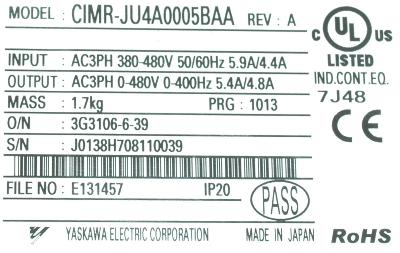 MODEL : CIMR-JU4A0005BAA REV : A
INPUT : AC3PH 380-480V 50/60Hz 5.9A/4.4A
OUTPUT : AC3PH 0-480V 0-400Hz 5.4A/4.8A
MASS : 1.7kg PRG : 1013
O/N : 3G3106-6-39
S/N : J0138H708110039
FILE NO : E131457 IP20
PASS
YASKAWA ELECTRIC CORPORATION MADE IN JAPAN RoHS
C UL US
LISTED
IND.CONT.EQ.
7J48
CE